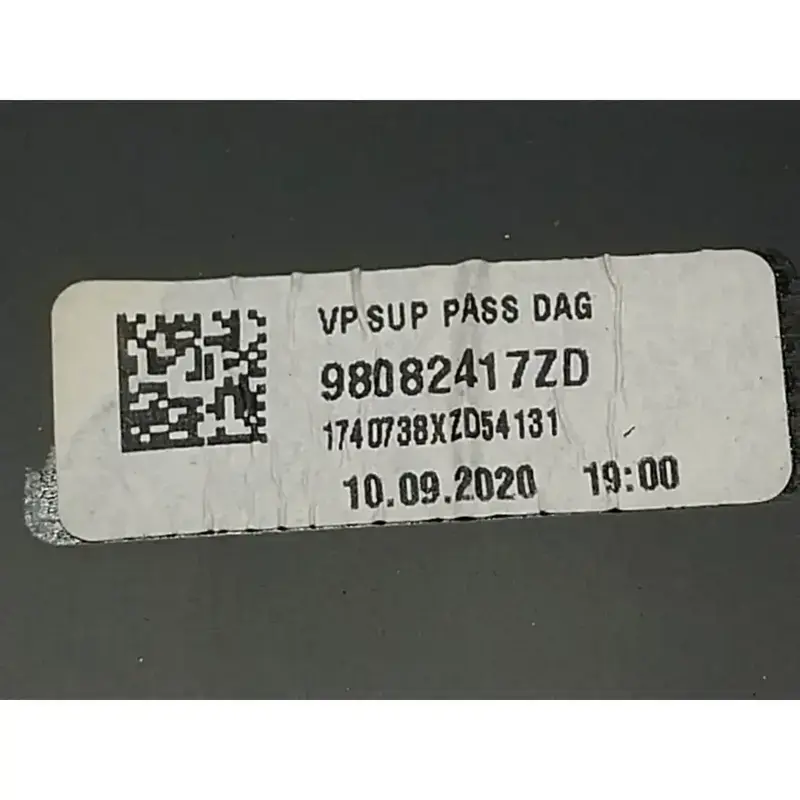 VP SUP PASS DAG
98082417ZD
1740738XZD54131
10.09.2020 19:00